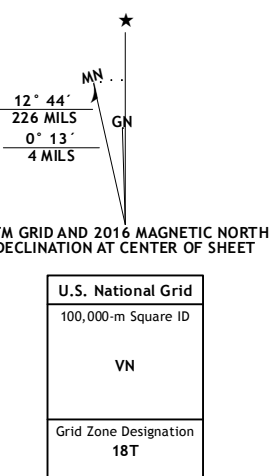 ★
MN
12° 44´
226 MILS
GN
0° 13´
4 MILS
TM GRID AND 2016 MAGNETIC NORTH
DECLINATION AT CENTER OF SHEET
U.S. National Grid
100,000-m Square ID
VN
Grid Zone Designation
18T